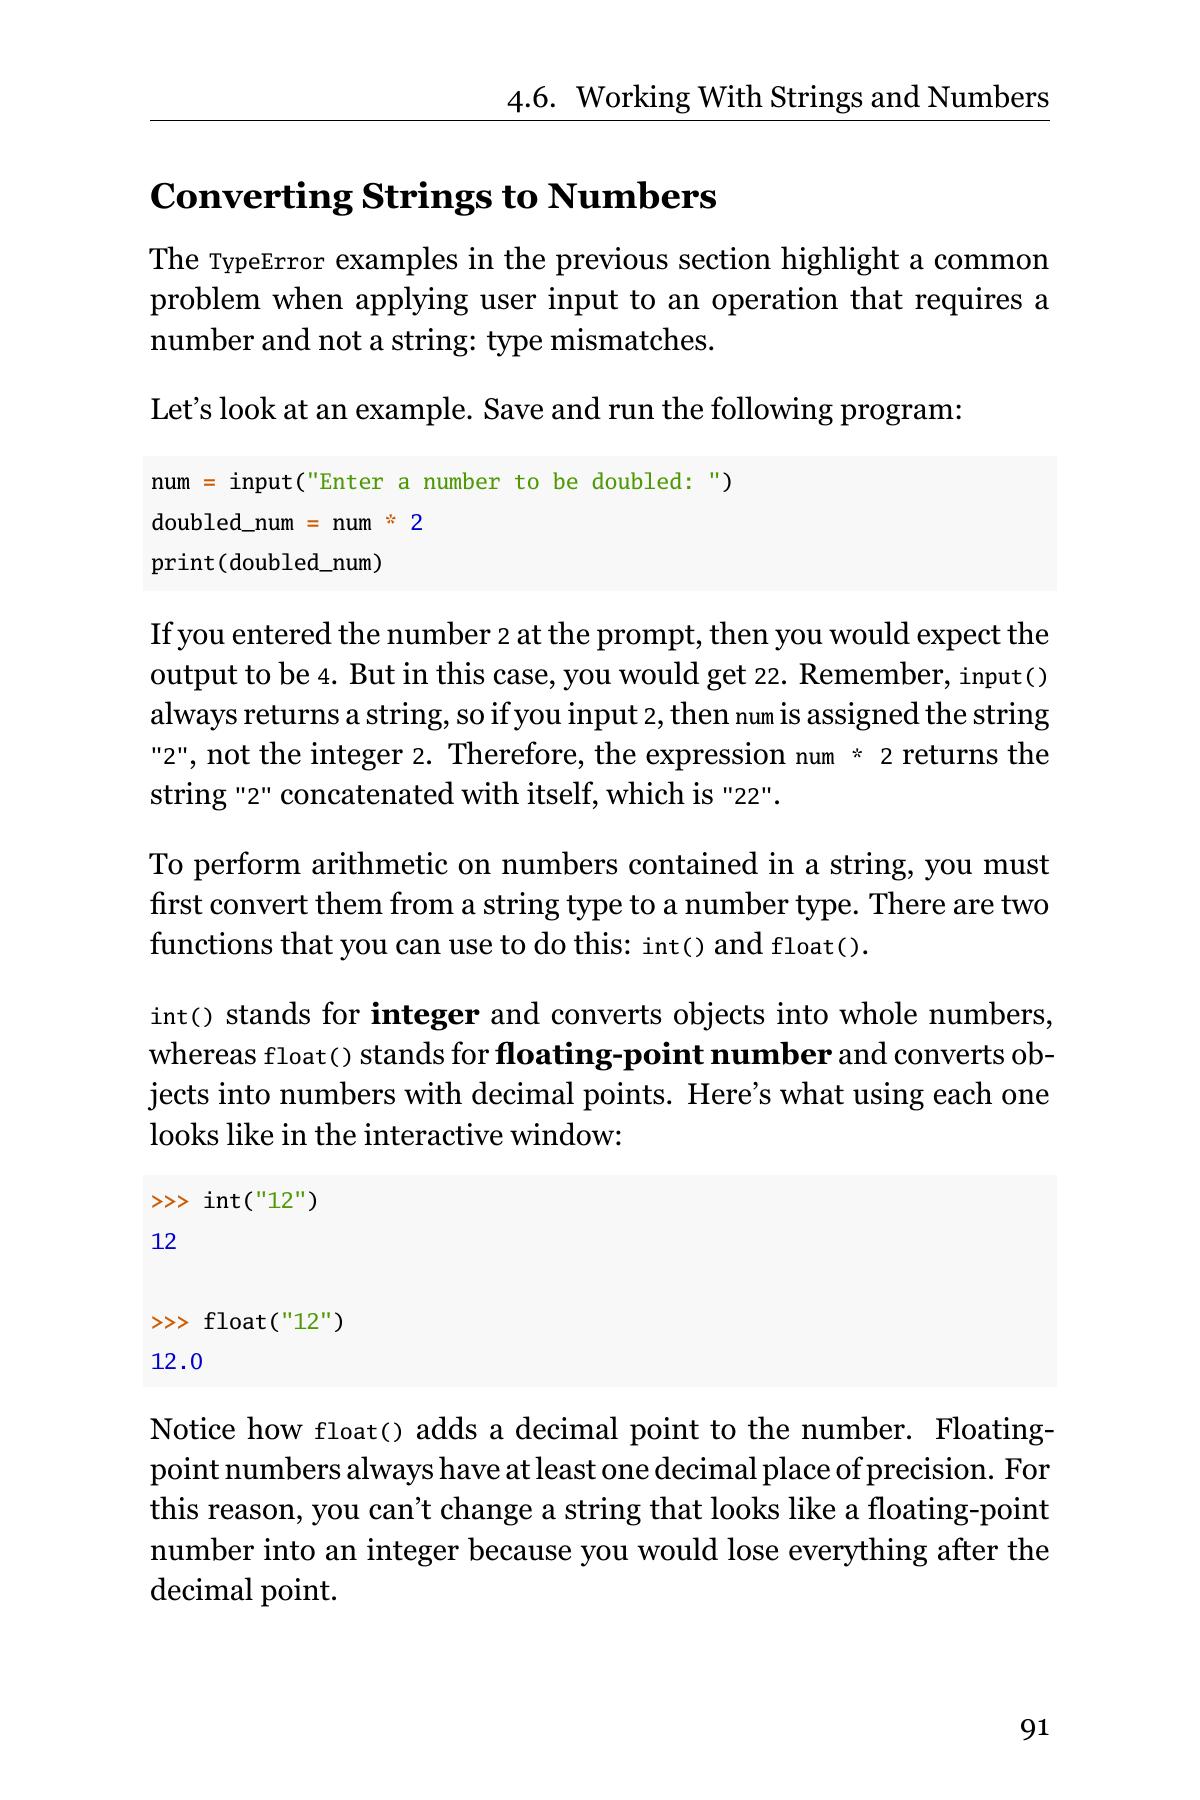 4.6. Working With Strings and Numbers
Converting Strings to Numbers
The TypeError examples in the previous section highlight a common
problem when applying user input to an operation that requires a
number and not a string: type mismatches.
Let’s look at an example. Save and run the following program:
num = input("Enter a number to be doubled: ")
doubled_num = num * 2
print(doubled_num)
If you entered the number 2 at the prompt, then you would expect the
output to be 4. But in this case, you would get 22. Remember, input()
always returns a string, so if you input 2, then num is assigned the string
"2", not the integer 2. Therefore, the expression num * 2 returns the
string "2" concatenated with itself, which is "22".
To perform arithmetic on numbers contained in a string, you must
first convert them from a string type to a number type. There are two
functions that you can use to do this: int() and float().
int() stands for integer and converts objects into whole numbers,
whereas float() stands for floating-point number and converts ob-
jects into numbers with decimal points. Here’s what using each one
looks like in the interactive window:
>>> int("12")
12
>>> float("12")
12.0
Notice how float() adds a decimal point to the number. Floating-
point numbers always have at least one decimal place of precision. For
this reason, you can’t change a string that looks like a floating-point
number into an integer because you would lose everything after the
decimal point.
91